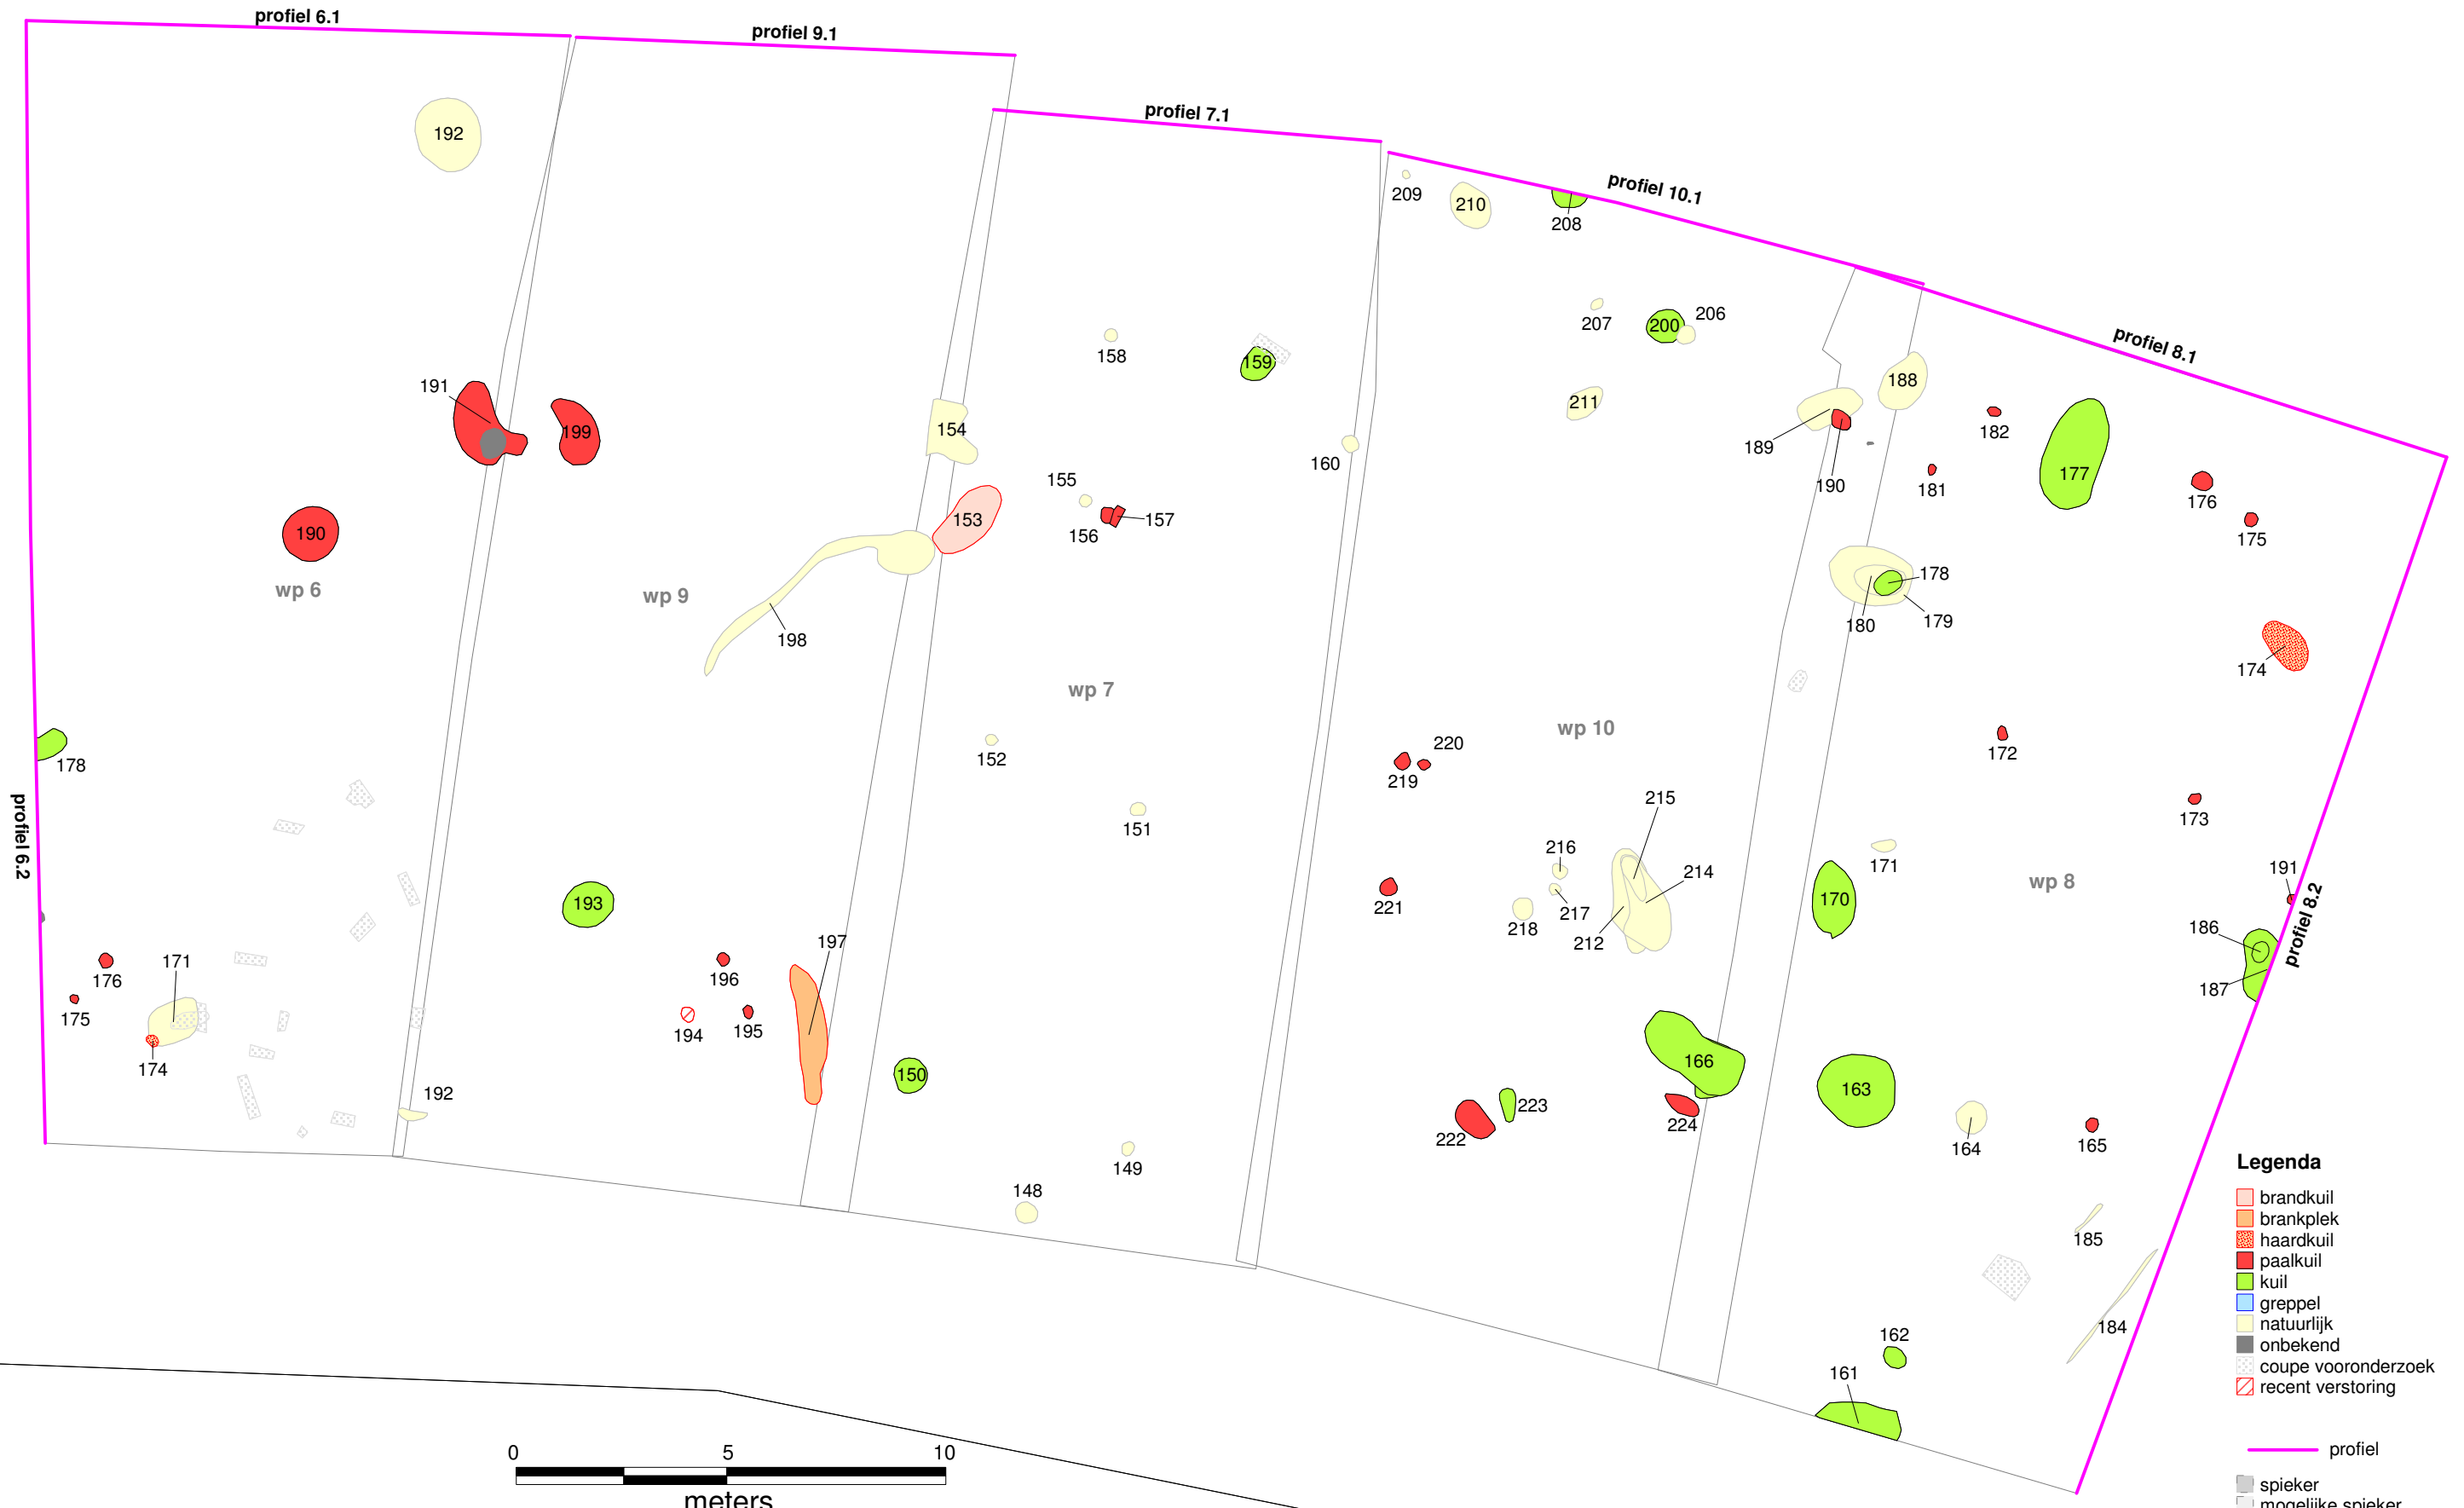 profiel 6.1
profiel 9.1
profiel 7.1
profiel 10.1
profiel 8.1
192
209
210
208
207
200
206
158
159
211
188
191
199
154
160
189
190
182
181
177
176
175
155
156
157
153
190
wp 6
wp 9
198
178
180
179
174
wp 7
wp 10
152
178
220
219
172
profiel 6.2
151
215
173
216
214
171
191
193
221
217
218
212
170
wp 8
profiel 8.2
186
187
197
176
171
196
175
194
195
174
150
166
163
192
223
222
224
164
165
149
148
185
184
162
161
Legenda
brandkuil
brankplek
haardkuil
paalkuil
kuil
greppel
natuurlijk
onbekend
coupe vooronderzoek
recent verstoring
profiel
spieker
mogelijke spieker
0 5 10
meters